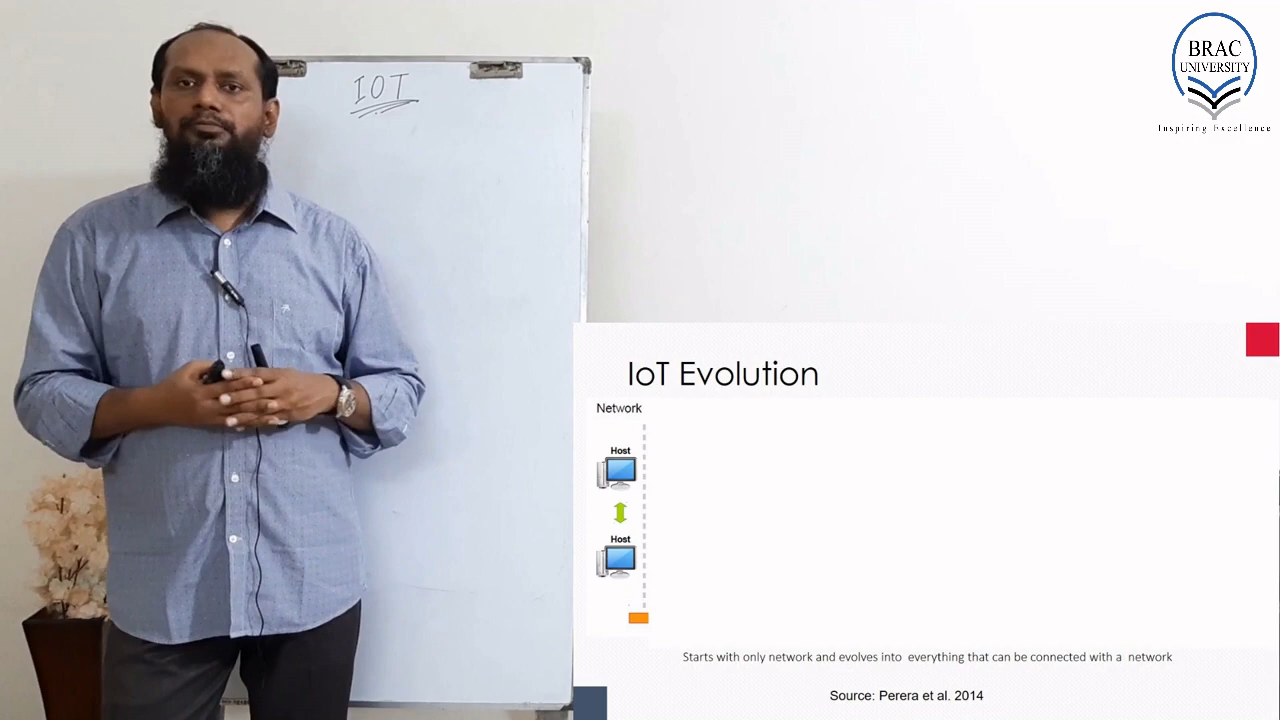 BRAC
UNIVERSITY
Inspiring Excellence
IOT
IoT Evolution
Network
Host
Host
Starts with only network and evolves into everything that can be connected with a network
Source: Perera et al. 2014